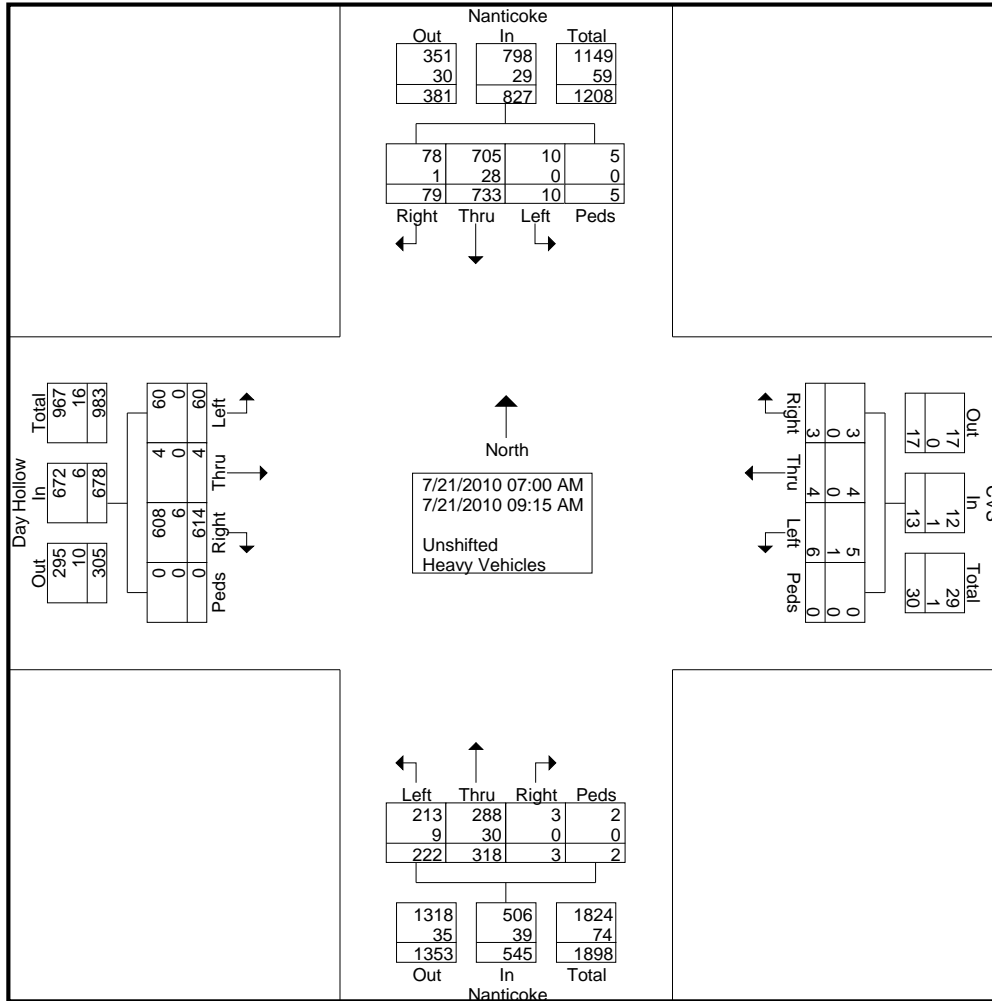 Nanticoke
Out In Total
351 798 1149
30 29 59
381 827 1208
78 705 10 5
1 28 0 0
79 733 10 5
Right Thru Left Peds
Day Hollow
Total In Out
967 672 295
16 6 10
983 678 305
60 4 608 0
0 0 6 0
60 4 614 0
Left Thru Right Peds
North
7/21/2010 07:00 AM
7/21/2010 09:15 AM
Unshifted
Heavy Vehicles
Right Thru Left Peds
3 4 6 0
0 0 1 0
3 4 5 0
17 13 30
0 1 1
17 12 29
Out In Total
Left Thru Right Peds
213 288 3 2
9 30 0 0
222 318 3 2
1318 506 1824
35 39 74
1353 545 1898
Out In Total
Nanticoke